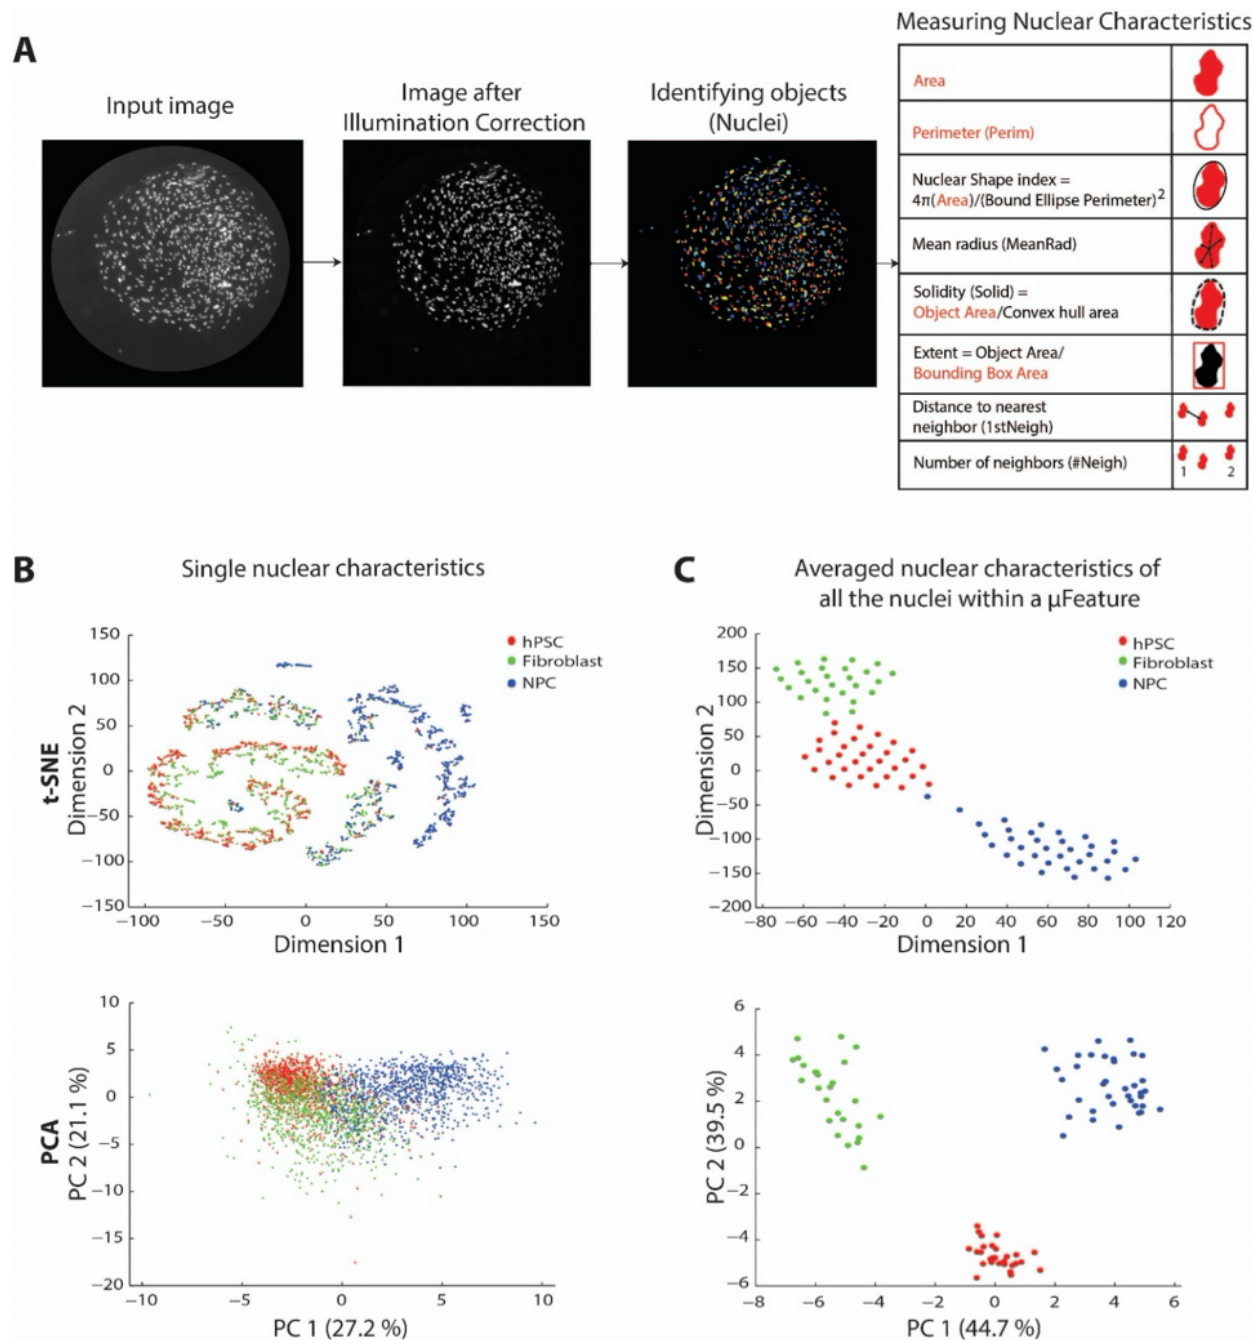 Measuring Nuclear Characteristics
A
Input image
Image after
Illumination Correction
Identifying objects
(Nuclei)
Area
Perimeter (Perim)
Nuclear Shape index =
4π(Area)/(Bound Ellipse Perimeter)²
Mean radius (MeanRad)
Solidity (Solid) =
Object Area/Convex hull area
Extent = Object Area/
Bounding Box Area
Distance to nearest
neighbor (1stNeigh)
Number of neighbors (#Neigh)
1 2
B
Single nuclear characteristics
t-SNE
Dimension 2
150
100
50
0
−50
−100
−150
hPSC
Fibroblast
NPC
−100 −50 0 50 100 150
Dimension 1
C
Averaged nuclear characteristics of
all the nuclei within a μFeature
Dimension 2
200
150
100
50
0
−50
−100
−150
−200
hPSC
Fibroblast
NPC
−80 −60 −40 −20 0 20 40 60 80 100 120
Dimension 1
PCA
PC 2 (21.1 %)
10
5
0
−5
−10
−15
−20
−10 −5 0 5 10
PC 1 (27.2 %)
PC 2 (39.5 %)
6
4
2
0
−2
−4
−6
−8 −6 −4 −2 0 2 4 6
PC 1 (44.7 %)